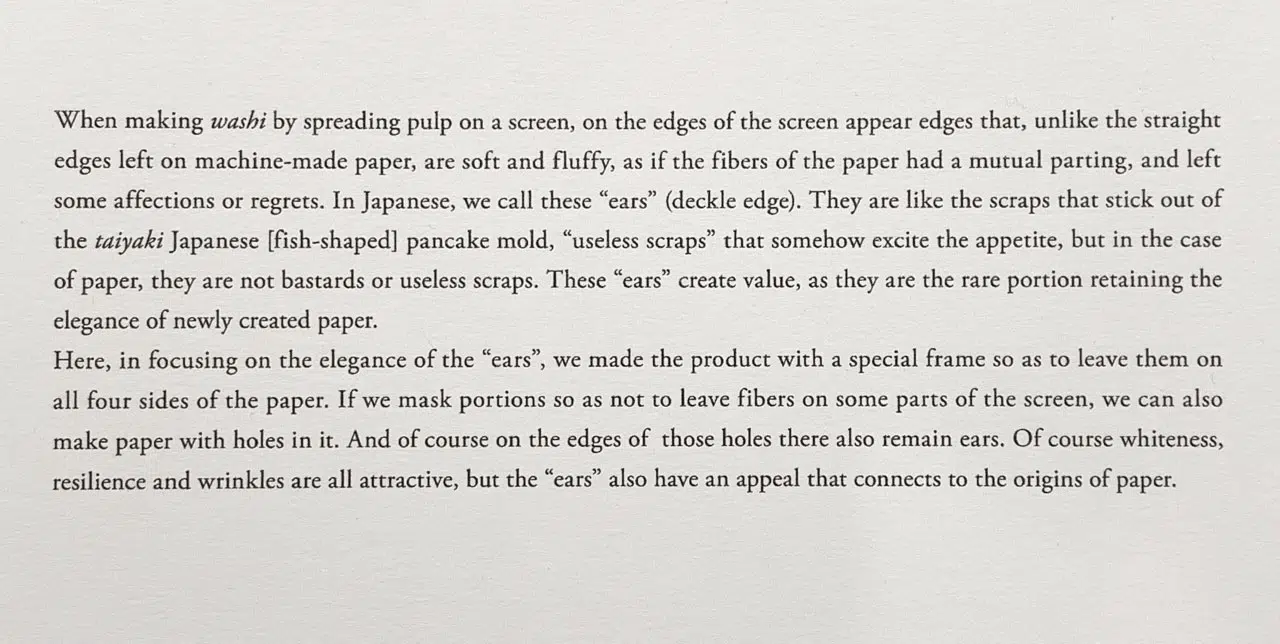 When making washi by spreading pulp on a screen, on the edges of the screen appear edges that, unlike the straight
edges left on machine-made paper, are soft and fluffy, as if the fibers of the paper had a mutual parting, and left
some affections or regrets. In Japanese, we call these “ears” (deckle edge). They are like the scraps that stick out of
the taiyaki Japanese [fish-shaped] pancake mold, “useless scraps” that somehow excite the appetite, but in the case
of paper, they are not bastards or useless scraps. These “ears” create value, as they are the rare portion retaining the
elegance of newly created paper.
Here, in focusing on the elegance of the “ears”, we made the product with a special frame so as to leave them on
all four sides of the paper. If we mask portions so as not to leave fibers on some parts of the screen, we can also
make paper with holes in it. And of course on the edges of those holes there also remain ears. Of course whiteness,
resilience and wrinkles are all attractive, but the “ears” also have an appeal that connects to the origins of paper.